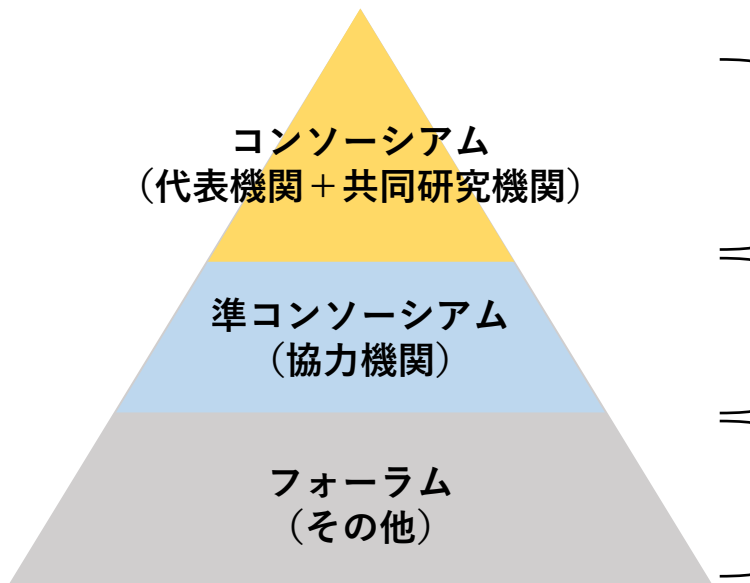 コンソーシアム
（代表機関＋共同研究機関）
準コンソーシアム
（協力機関）
フォーラム
（その他）